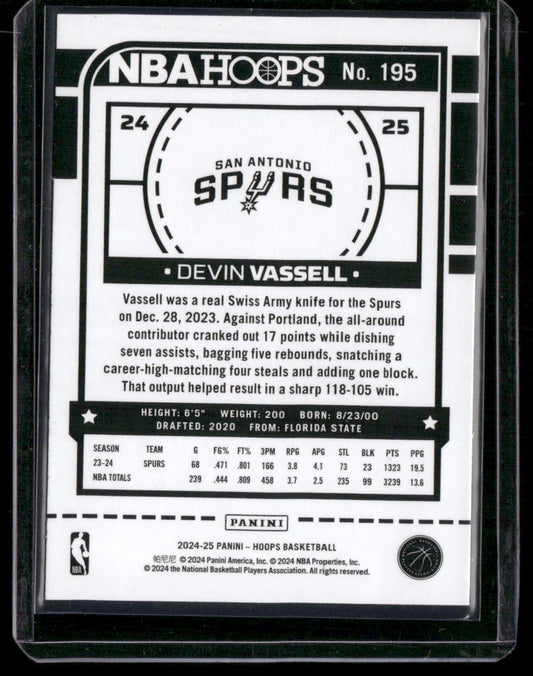 NBA HOOPS No. 195
24 25
SAN ANTONIO
SPURS
• DEVIN VASSELL •
Vassell was a real Swiss Army knife for the Spurs
on Dec. 28, 2023. Against Portland, the all-around
contributor cranked out 17 points while dishing
seven assists, bagging five rebounds, snatching a
career-high-matching four steals and adding one block.
That output helped result in a sharp 118-105 win.
HEIGHT: 6'5" WEIGHT: 200 BORN: 8/23/00
DRAFTED: 2020 FROM: FLORIDA STATE
SEASON TEAM G FG% FT% 3PM RPG APG STL BLK PTS PPG
23-24 SPURS 68 .471 .801 166 3.8 4.1 73 23 1323 19.5
NBA TOTALS 239 .444 .809 458 3.7 2.5 235 99 3239 13.6
PANINI
2024-25 PANINI – HOOPS BASKETBALL
帕尼尼 © 2024 Panini America, Inc. © 2024 NBA Properties, Inc.
© 2024 the National Basketball Players Association. All rights reserved.
NBA